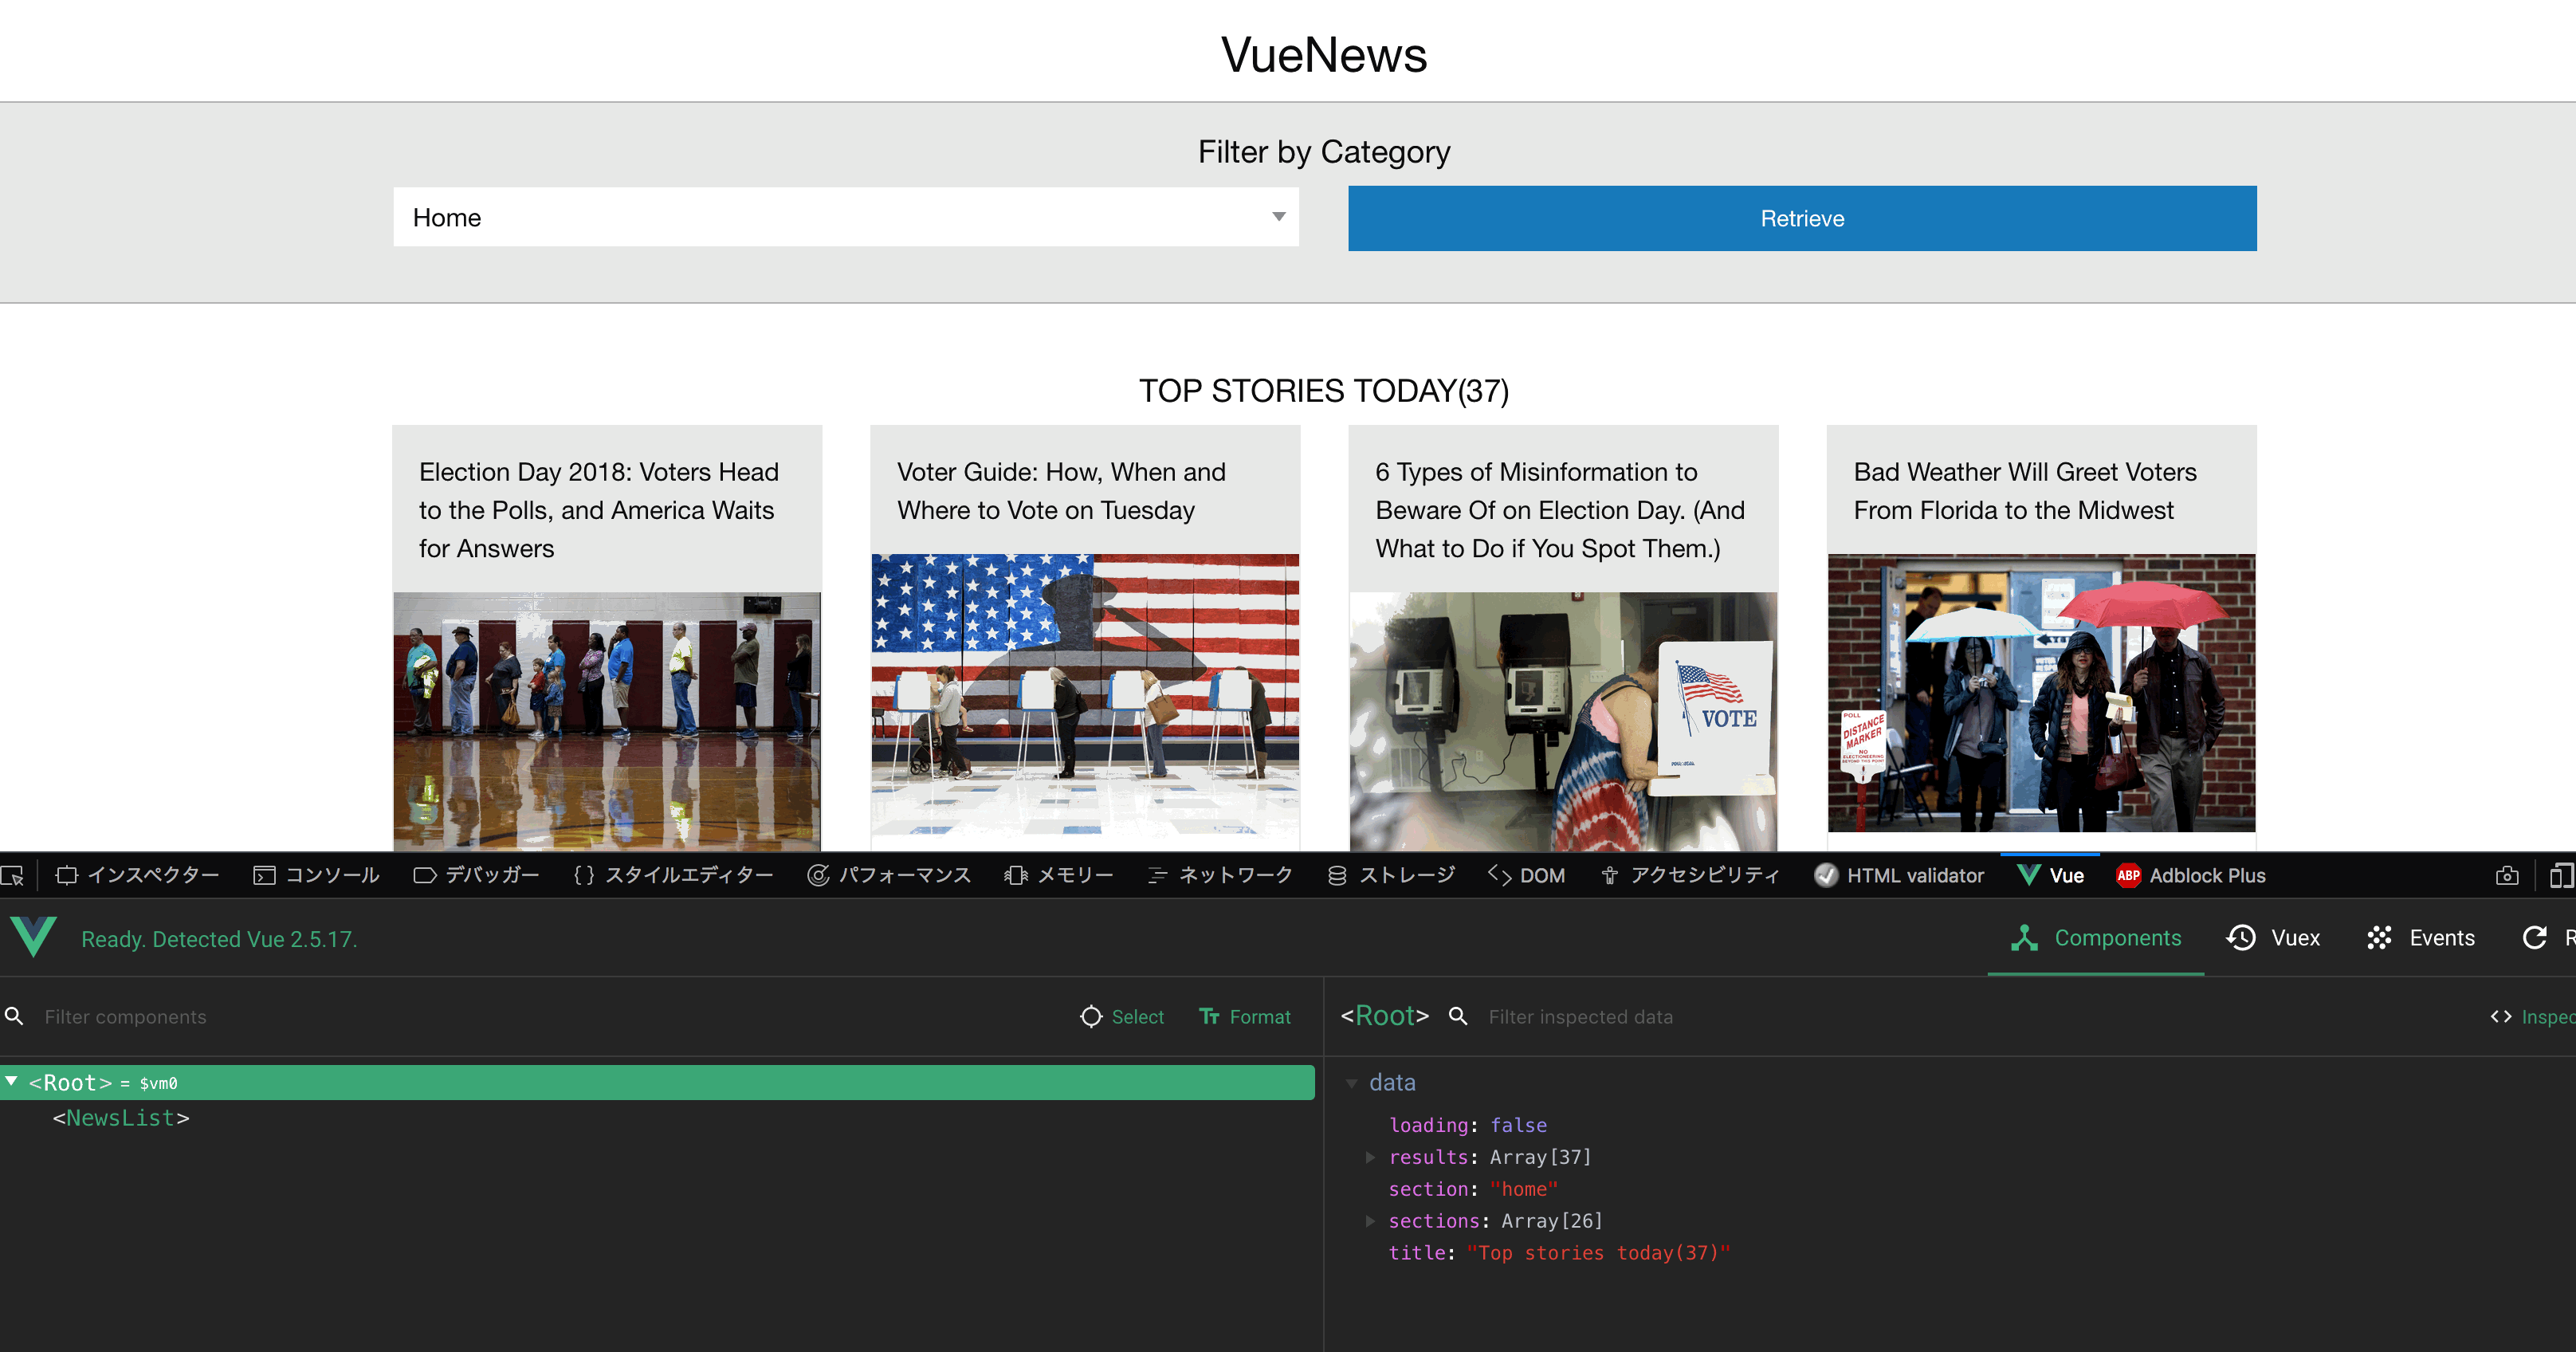 VueNews
Filter by Category
Home
Retrieve
TOP STORIES TODAY(37)
Election Day 2018: Voters Head
to the Polls, and America Waits
for Answers
Voter Guide: How, When and
Where to Vote on Tuesday
6 Types of Misinformation to
Beware Of on Election Day. (And
What to Do if You Spot Them.)
Bad Weather Will Greet Voters
From Florida to the Midwest
VOTE
POLL
DISTANCE
MARKER
インスペクター
コンソール
デバッガー
{} スタイルエディター
パフォーマンス
メモリー
ネットワーク
ストレージ
DOM
アクセシビリティ
HTML validator
Vue
ABP Adblock Plus
Ready. Detected Vue 2.5.17.
Components
Vuex
Events
R
Filter components
Select
Tт Format
<Root>
Filter inspected data
<> Inspec
<Root> = $vm0
<NewsList>
data
loading: false
results: Array[37]
section: "home"
sections: Array[26]
title: "Top stories today(37)"